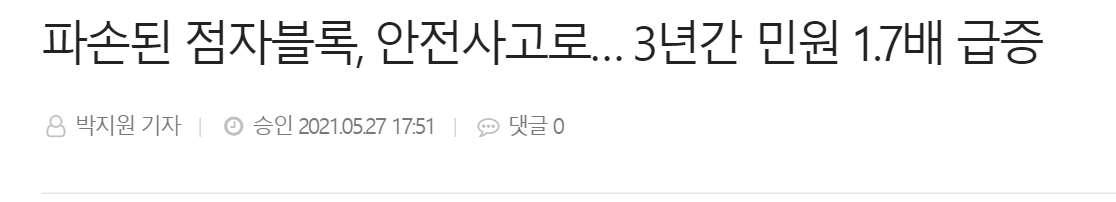 파손된 점자블록, 안전사고로… 3년간 민원 1.7배 급증
박지원 기자 | 승인 2021.05.27 17:51 | 댓글 0